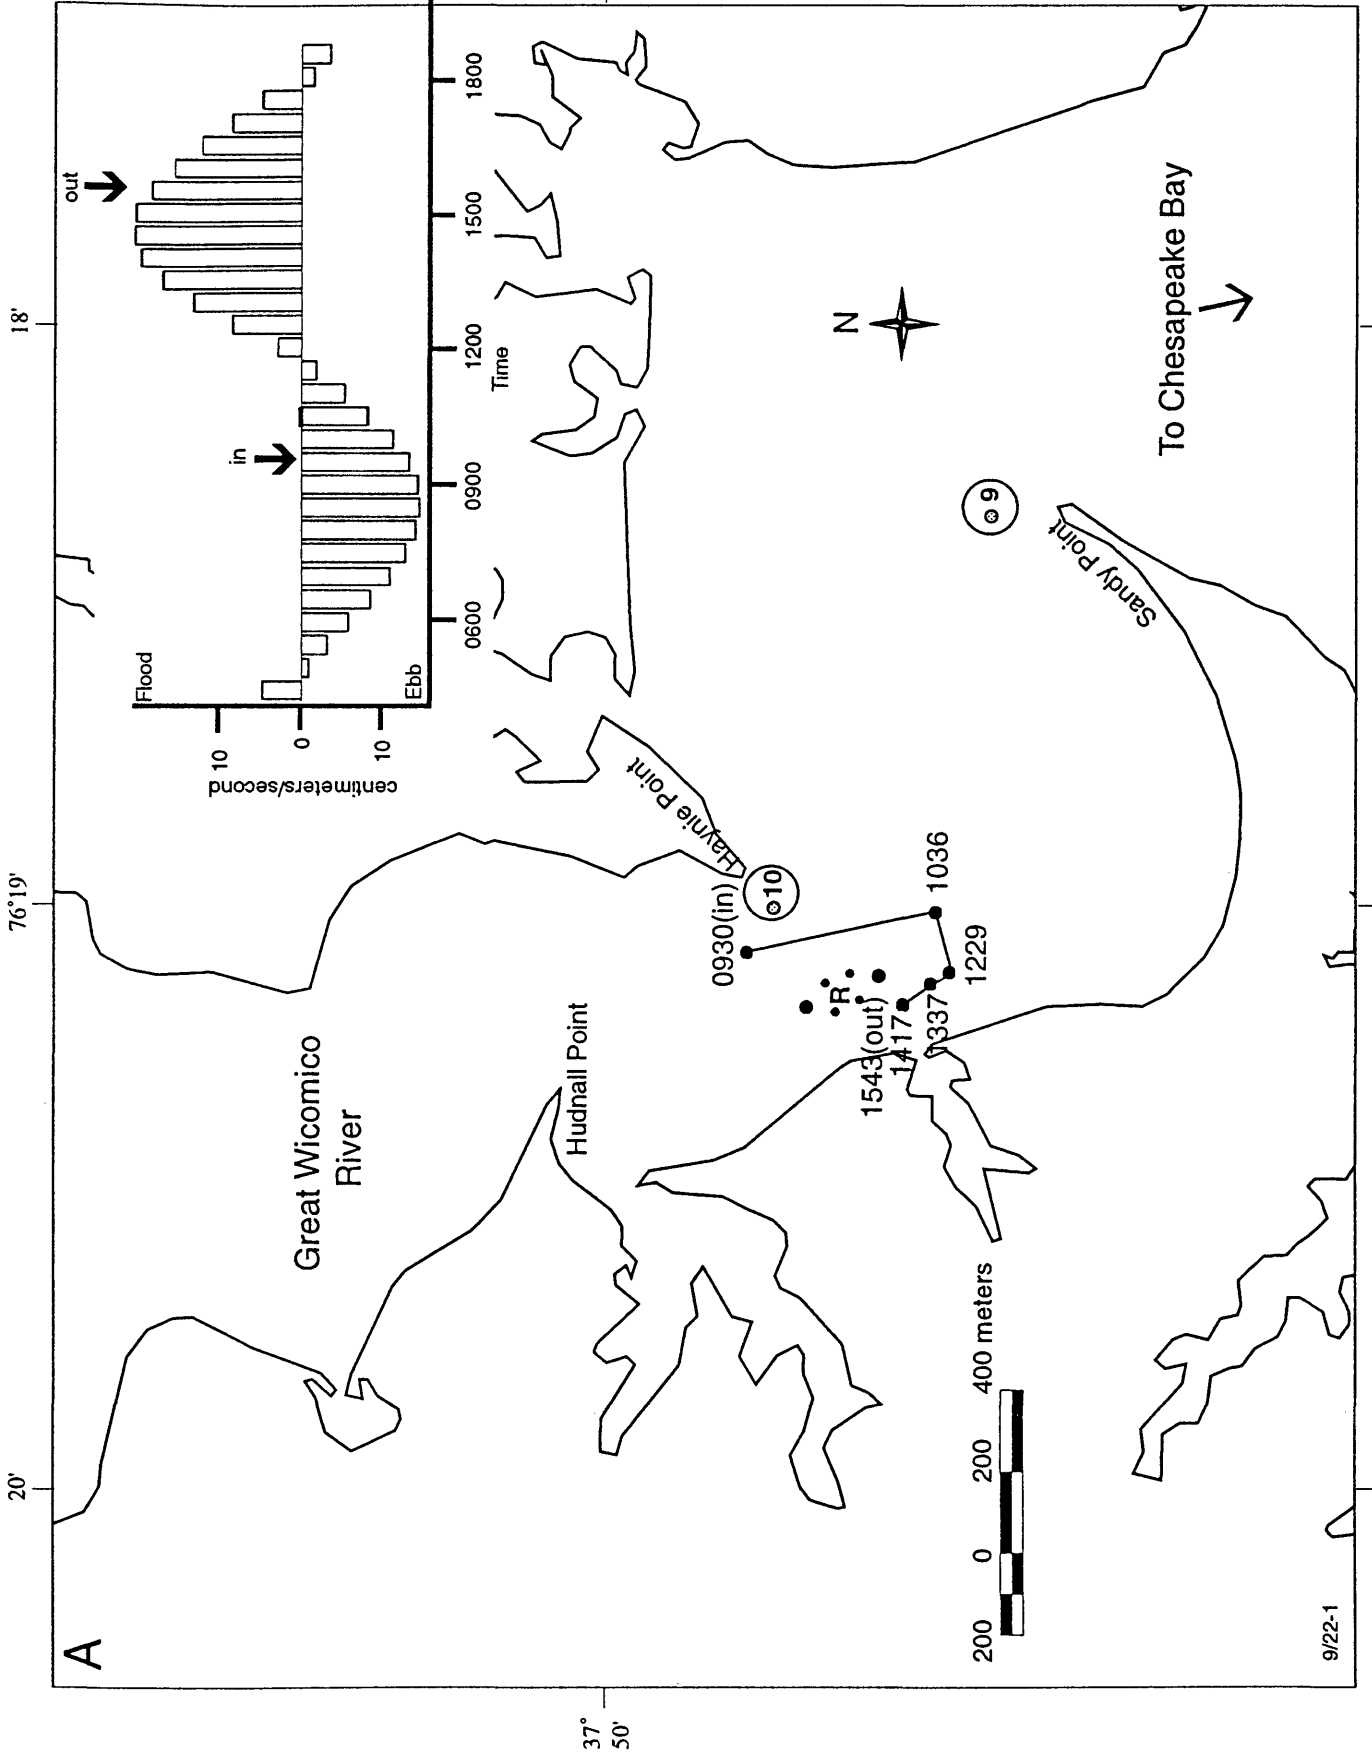 A
20'
76°19'
18'
37°
50'
Great Wicomico
River
Hudnall Point
Haynie Point
Sandy Point
To Chesapeake Bay
N
10
9
R
0930(in)
1036
1229
1337
1417
1543(out)
200
0
200
400 meters
9/22-1
Flood
Ebb
centimeters/second
10
0
10
in
out
0600
0900
1200
1500
1800
Time